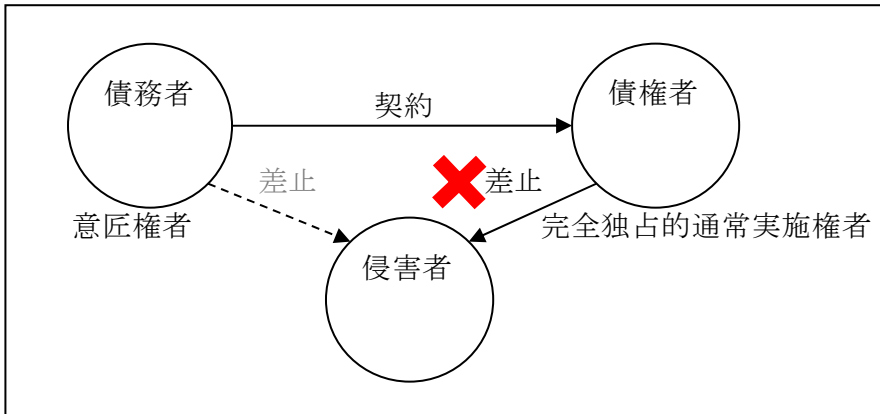 債務者
債権者
契約
差止
差止
意匠権者
完全独占的通常実施権者
侵害者